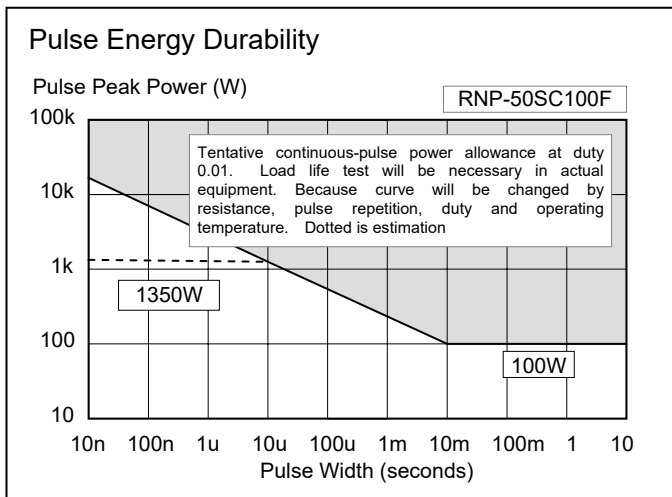 Pulse Energy Durability
Pulse Peak Power (W)
RNP-50SC100F
100k
Tentative continuous-pulse power allowance at duty
0.01. Load life test will be necessary in actual
equipment. Because curve will be changed by
resistance, pulse repetition, duty and operating
temperature. Dotted is estimation
10k
1k
1350W
100
100W
10
10n 100n 1u 10u 100u 1m 10m 100m 1 10
Pulse Width (seconds)